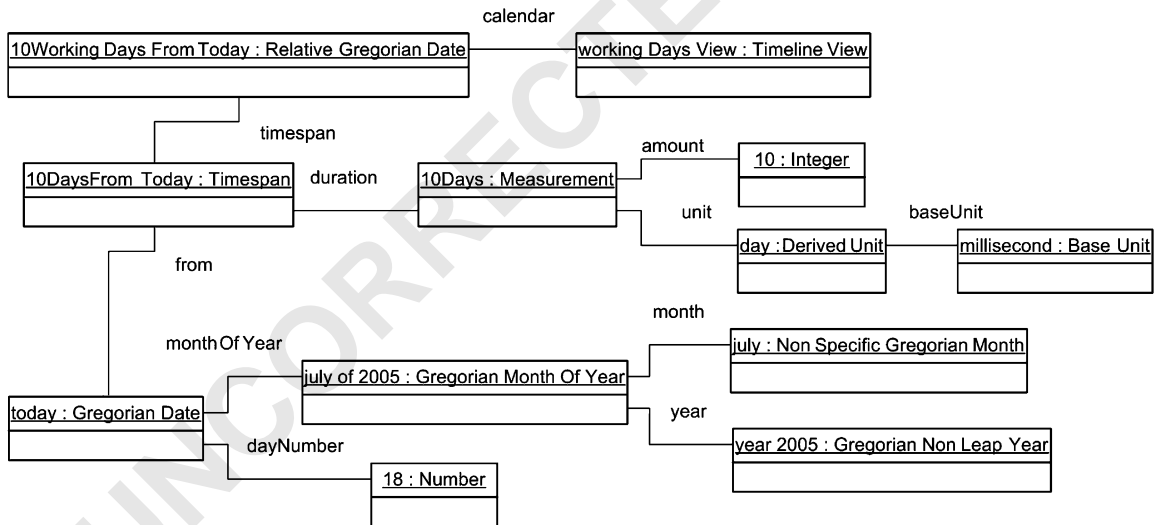 calendar
10Working Days From Today : Relative Gregorian Date
working Days View : Timeline View
timespan
amount
10 : Integer
10DaysFrom Today : Timespan
duration
10Days : Measurement
unit
baseUnit
day :Derived Unit
millisecond : Base Unit
from
month
monthOf Year
july : Non Specific Gregorian Month
july of 2005 : Gregorian Month Of Year
today : Gregorian Date
year
dayNumber
year 2005 : Gregorian Non Leap Year
18 : Number
UNCORRECTE